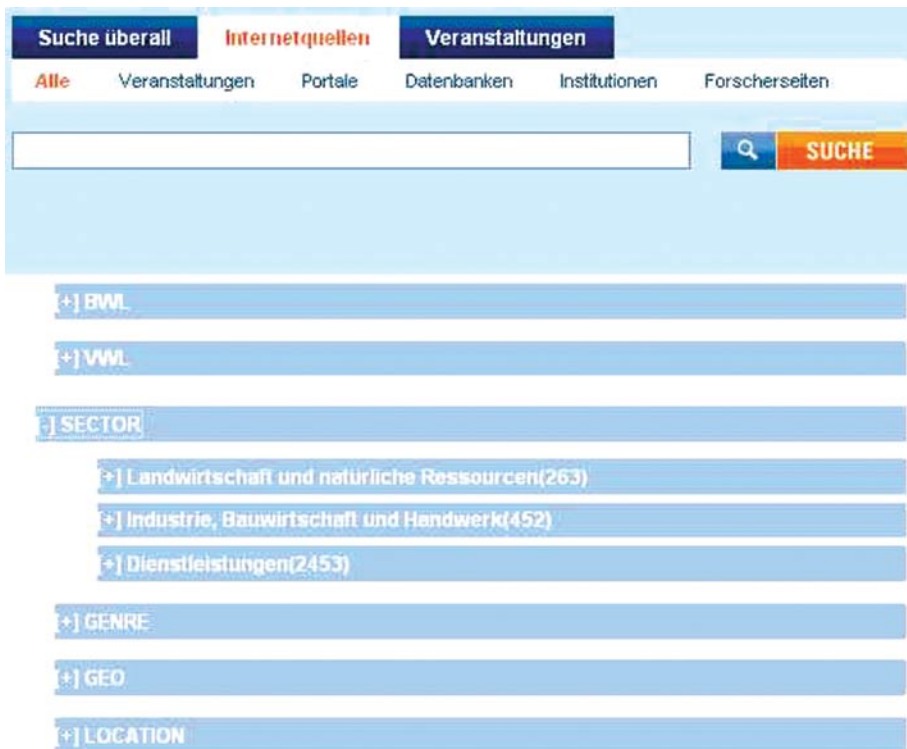 Suche überall Internetquellen Veranstaltungen
Alle Veranstaltungen Portale Datenbanken Institutionen Forscherseiten
SUCHE
[+] BWL
[+] VWL
[-] SECTOR
[+] Landwirtschaft und natürliche Ressourcen(263)
[+] Industrie, Bauwirtschaft und Handwerk(452)
[+] Dienstleistungen(2453)
[+] GENRE
[+] GEO
[+] LOCATION